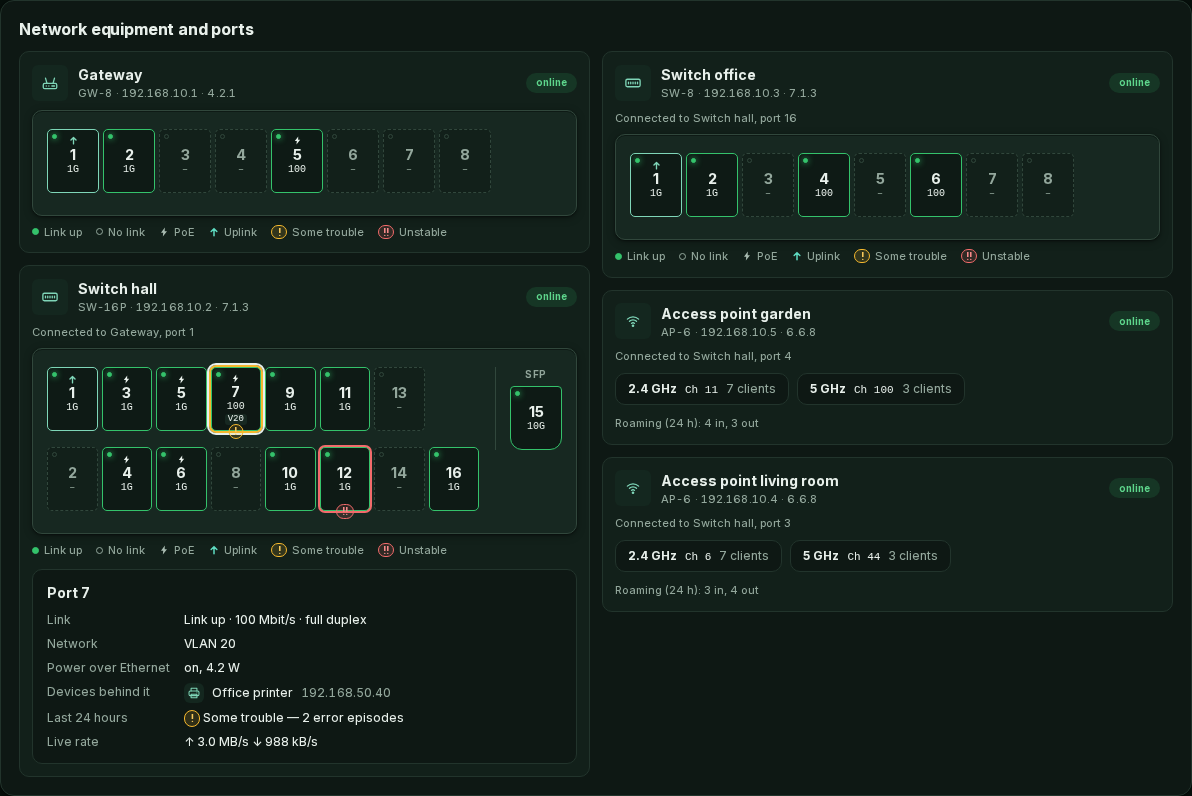 Network equipment and ports
Gateway
GW-8 · 192.168.10.1 · 4.2.1
online
1 2 3 4 5 6 7 8
1G 1G – – 100 – – –
Link up No link PoE Uplink ! Some trouble !! Unstable
Switch hall
SW-16P · 192.168.10.2 · 7.1.3
online
Connected to Gateway, port 1
SFP
1 3 5 7 9 11 13 15
1G 1G 1G 100 1G 1G – 10G
V20
!
2 4 6 8 10 12 14 16
– 1G 1G – 1G 1G – 1G
!!
Link up No link PoE Uplink ! Some trouble !! Unstable
Port 7
Link Link up · 100 Mbit/s · full duplex
Network VLAN 20
Power over Ethernet on, 4.2 W
Devices behind it Office printer 192.168.50.40
Last 24 hours ! Some trouble — 2 error episodes
Live rate ↑ 3.0 MB/s ↓ 988 kB/s
Switch office
SW-8 · 192.168.10.3 · 7.1.3
online
Connected to Switch hall, port 16
1 2 3 4 5 6 7 8
1G 1G – 100 – 100 – –
Link up No link PoE Uplink ! Some trouble !! Unstable
Access point garden
AP-6 · 192.168.10.5 · 6.6.8
online
Connected to Switch hall, port 4
2.4 GHz Ch 11 7 clients 5 GHz Ch 100 3 clients
Roaming (24 h): 4 in, 3 out
Access point living room
AP-6 · 192.168.10.4 · 6.6.8
online
Connected to Switch hall, port 3
2.4 GHz Ch 6 7 clients 5 GHz Ch 44 3 clients
Roaming (24 h): 3 in, 4 out